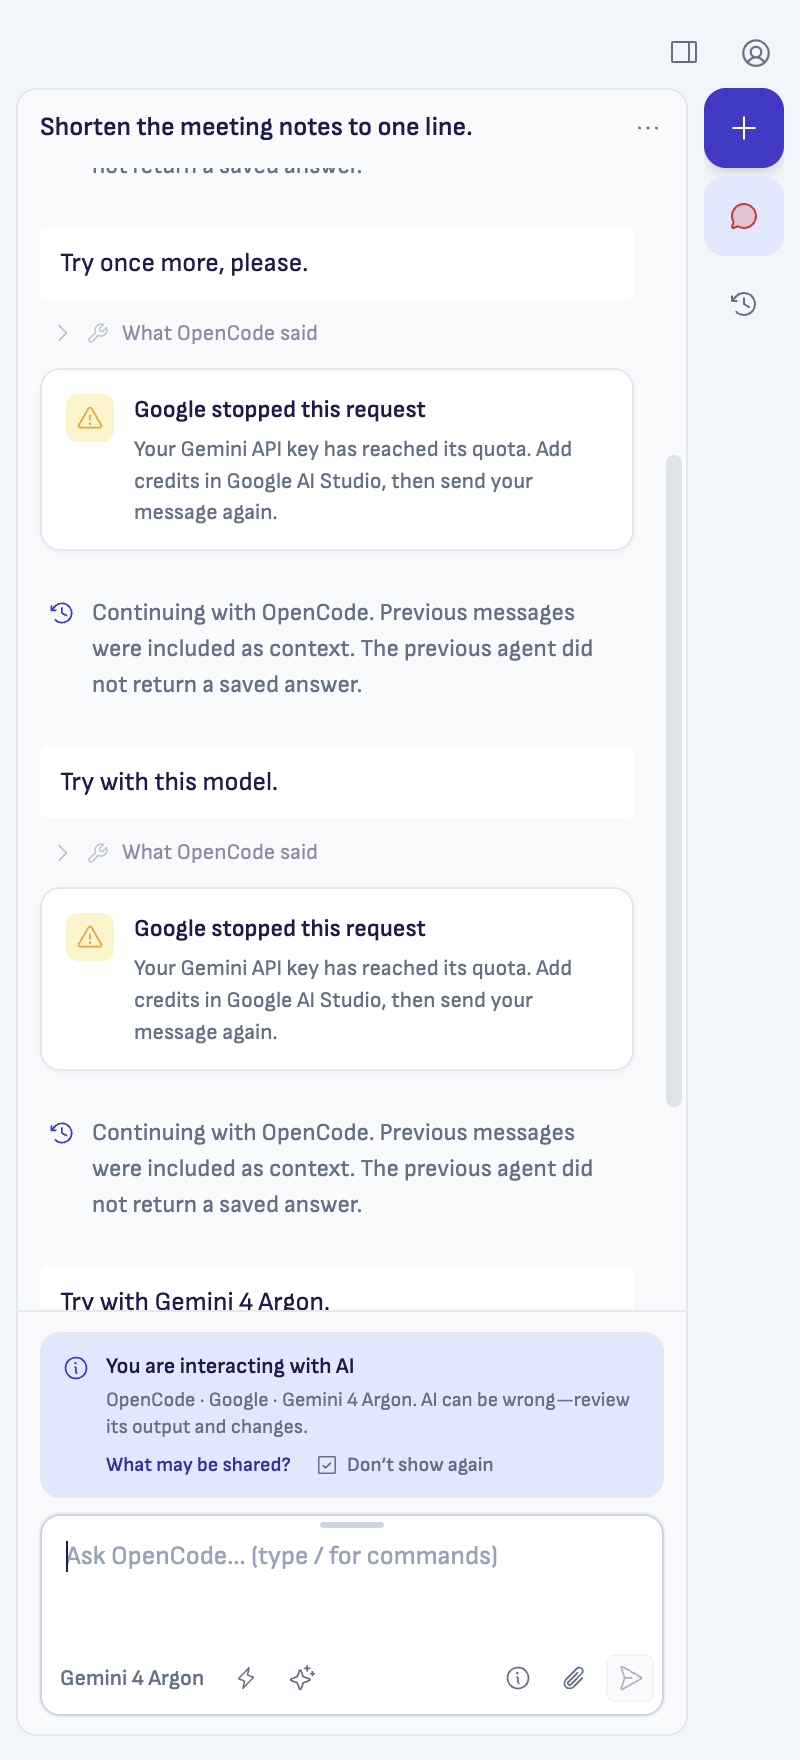 Shorten the meeting notes to one line.
not return a saved answer.
Try once more, please.
What OpenCode said
Google stopped this request
Your Gemini API key has reached its quota. Add
credits in Google AI Studio, then send your
message again.
Continuing with OpenCode. Previous messages
were included as context. The previous agent did
not return a saved answer.
Try with this model.
What OpenCode said
Google stopped this request
Your Gemini API key has reached its quota. Add
credits in Google AI Studio, then send your
message again.
Continuing with OpenCode. Previous messages
were included as context. The previous agent did
not return a saved answer.
Try with Gemini 4 Argon.
You are interacting with AI
OpenCode · Google · Gemini 4 Argon. AI can be wrong—review
its output and changes.
What may be shared? Don’t show again
Ask OpenCode... (type / for commands)
Gemini 4 Argon